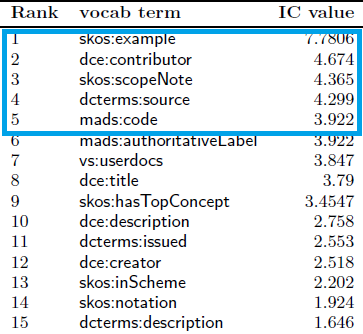 Rank vocab term IC value
1 skos:example 7.7806
2 dce:contributor 4.674
3 skos:scopeNote 4.365
4 dcterms:source 4.299
5 mads:code 3.922
6 mads:authoritativeLabel 3.922
7 vs:userdocs 3.847
8 dce:title 3.79
9 skos:hasTopConcept 3.4547
10 dce:description 2.758
11 dcterms:issued 2.553
12 dce:creator 2.518
13 skos:inScheme 2.202
14 skos:notation 1.924
15 dcterms:description 1.646